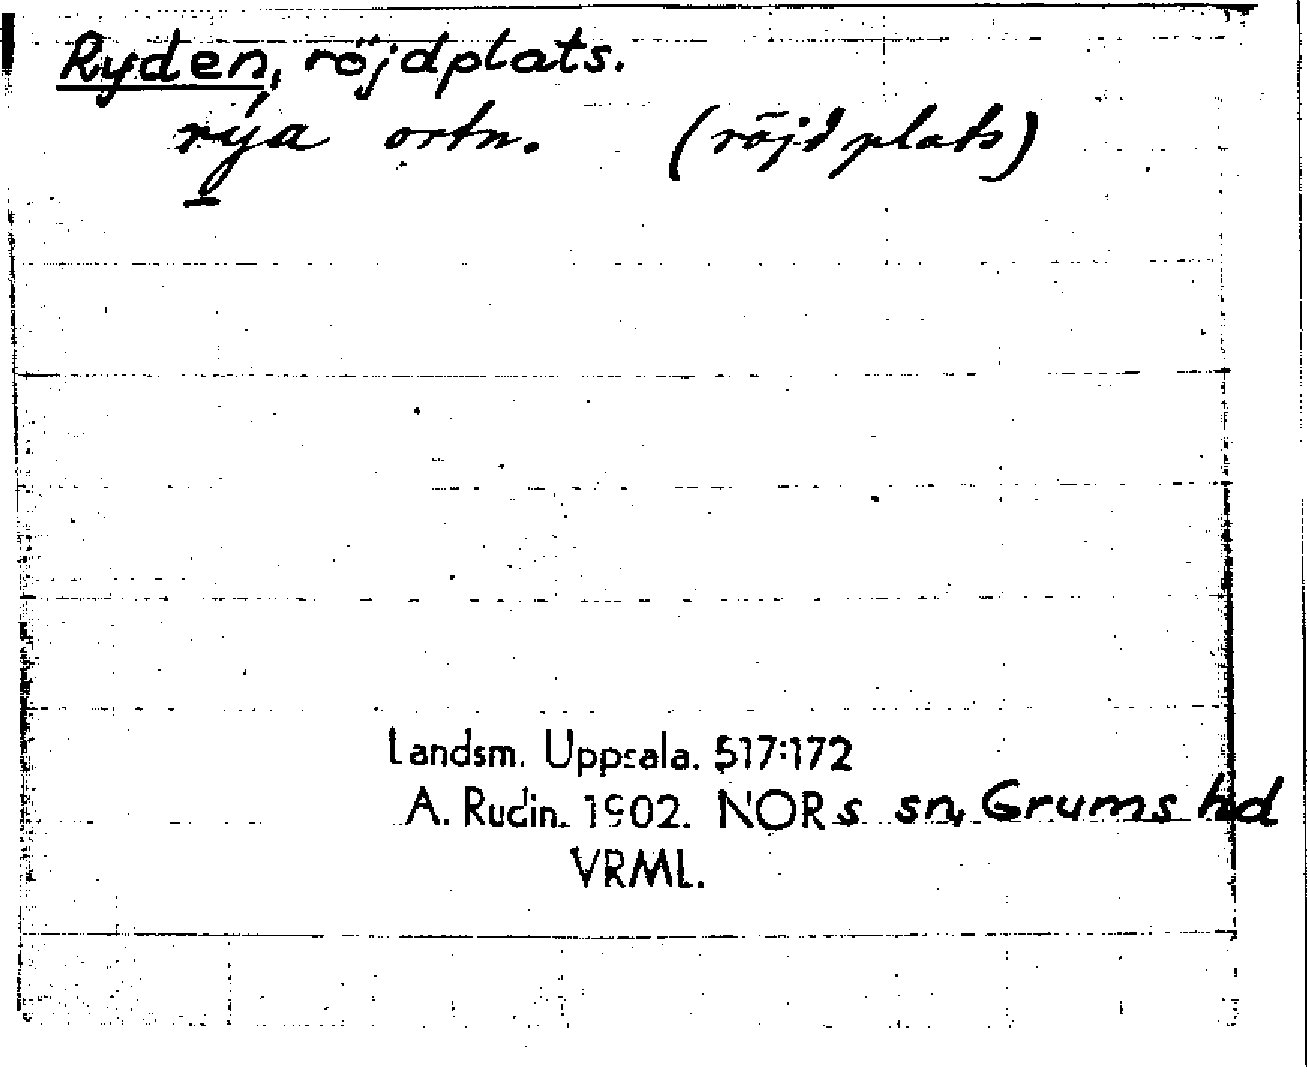 Ryden, röjdplats.
rýa ortn. (röjdplats)
Landsm. Uppsala. 517:172
A. Rudin. 1902. NORs sn, Grums hd
VRML.